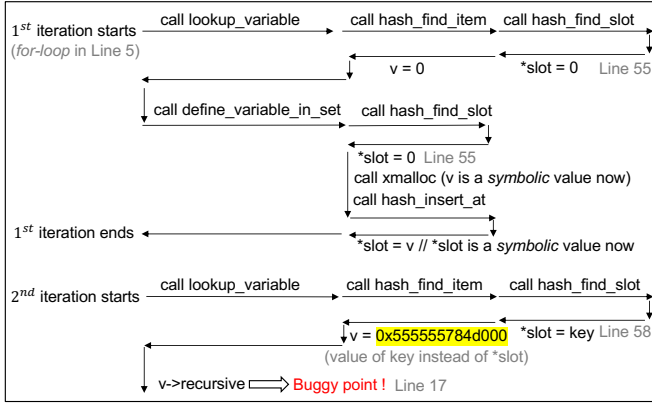 call lookup_variable call hash_find_item call hash_find_slot
1st iteration starts
(for-loop in Line 5)
v = 0 *slot = 0 Line 55
call define_variable_in_set call hash_find_slot
*slot = 0 Line 55
call xmalloc (v is a symbolic value now)
call hash_insert_at
1st iteration ends *slot = v // *slot is a symbolic value now
call lookup_variable call hash_find_item call hash_find_slot
2nd iteration starts
v = 0x555555784d000 *slot = key Line 58
(value of key instead of *slot)
v->recursive Buggy point ! Line 17